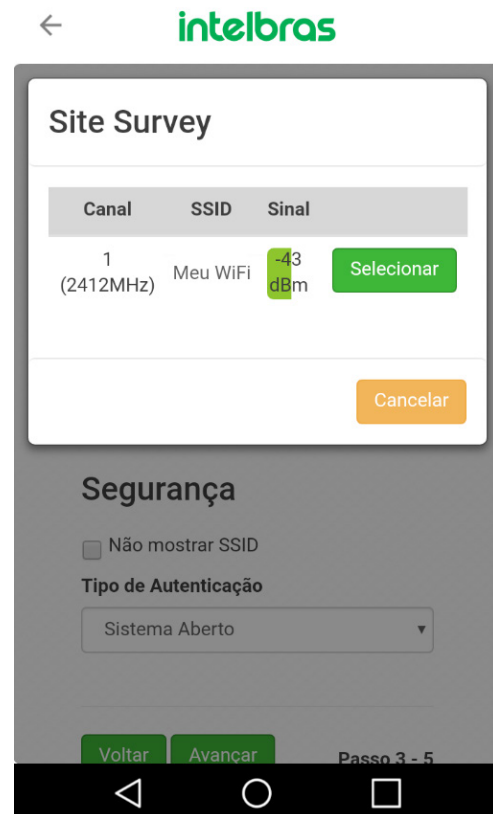 intelbras
Site Survey
Canal SSID Sinal
1 (2412MHz) Meu WiFi -43 dBm Selecionar
Cancelar
Segurança
Não mostrar SSID
Tipo de Autenticação
Sistema Aberto
Voltar Avançar Passo 3 - 5